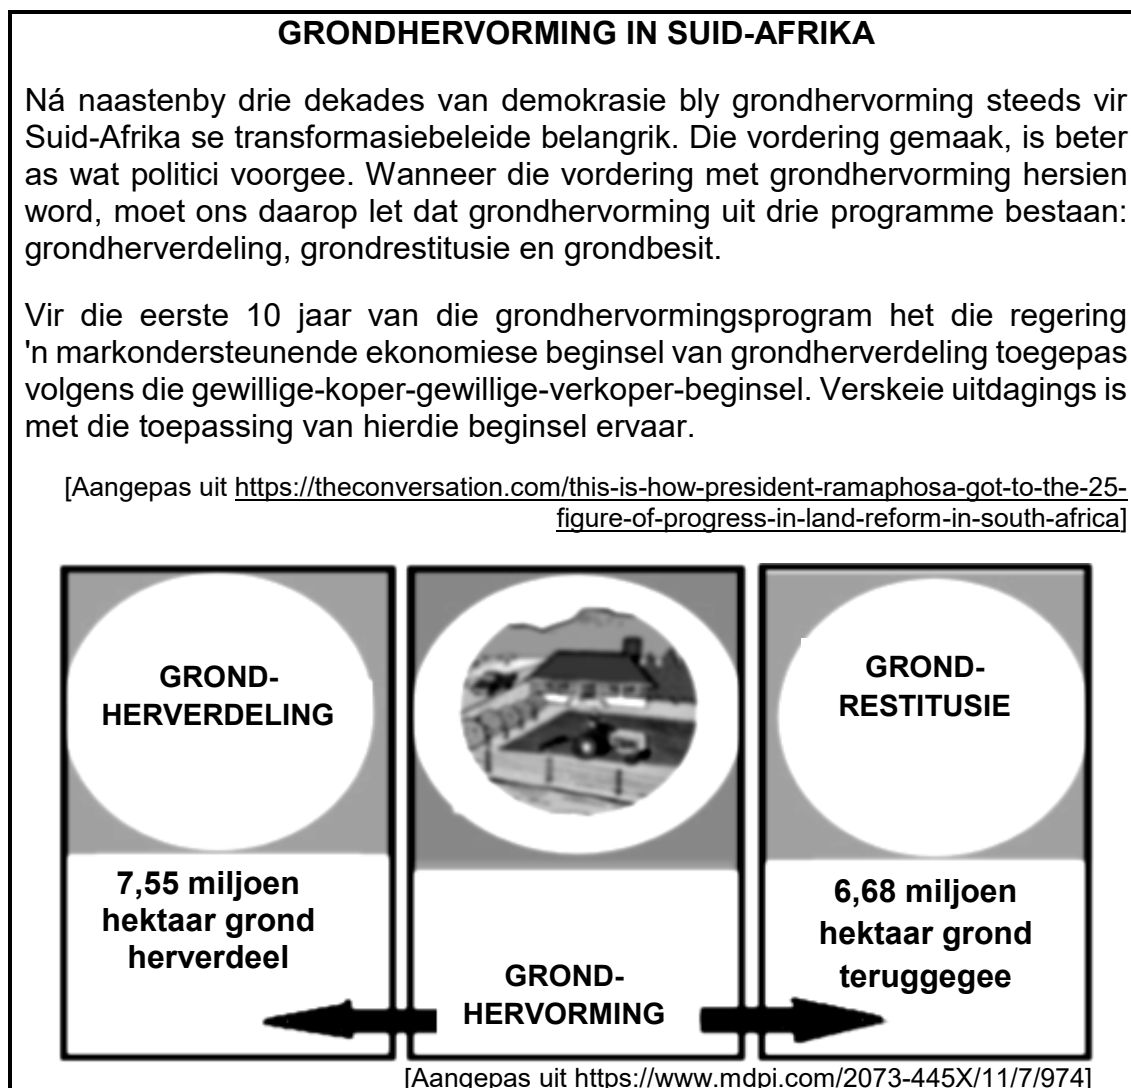 GRONDHERVORMING IN SUID-AFRIKA
Ná naastenby drie dekades van demokrasie bly grondhervorming steeds vir
Suid-Afrika se transformasiebeleide belangrik. Die vordering gemaak, is beter
as wat politici voorgee. Wanneer die vordering met grondhervorming hersien
word, moet ons daarop let dat grondhervorming uit drie programme bestaan:
grondherverdeling, grondrestitusie en grondbesit.
Vir die eerste 10 jaar van die grondhervormingsprogram het die regering
'n markondersteunende ekonomiese beginsel van grondherverdeling toegepas
volgens die gewillige-koper-gewillige-verkoper-beginsel. Verskeie uitdagings is
met die toepassing van hierdie beginsel ervaar.
[Aangepas uit https://theconversation.com/this-is-how-president-ramaphosa-got-to-the-25-
figure-of-progress-in-land-reform-in-south-africa]
GROND-
HERVERDELING
7,55 miljoen
hektaar grond
herverdeel
GROND-
HERVORMING
GROND-
RESTITUSIE
6,68 miljoen
hektaar grond
teruggegee
[Aangepas uit https://www.mdpi.com/2073-445X/11/7/974]